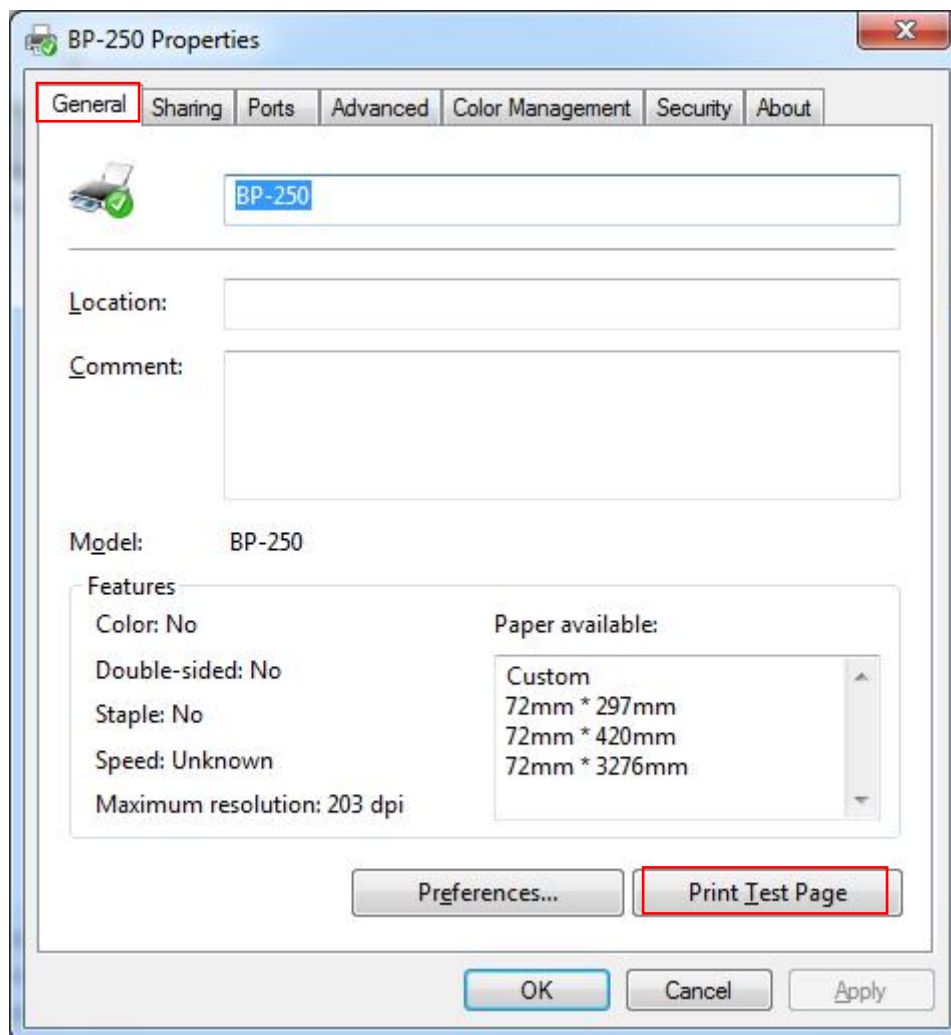 BP-250 Properties
General Sharing Ports Advanced Color Management Security About
BP-250
Location:
Comment:
Model: BP-250
Features
Color: No
Paper available:
Double-sided: No
Custom
Staple: No
72mm * 297mm
72mm * 420mm
Speed: Unknown
72mm * 3276mm
Maximum resolution: 203 dpi
Preferences... Print Test Page
OK Cancel Apply